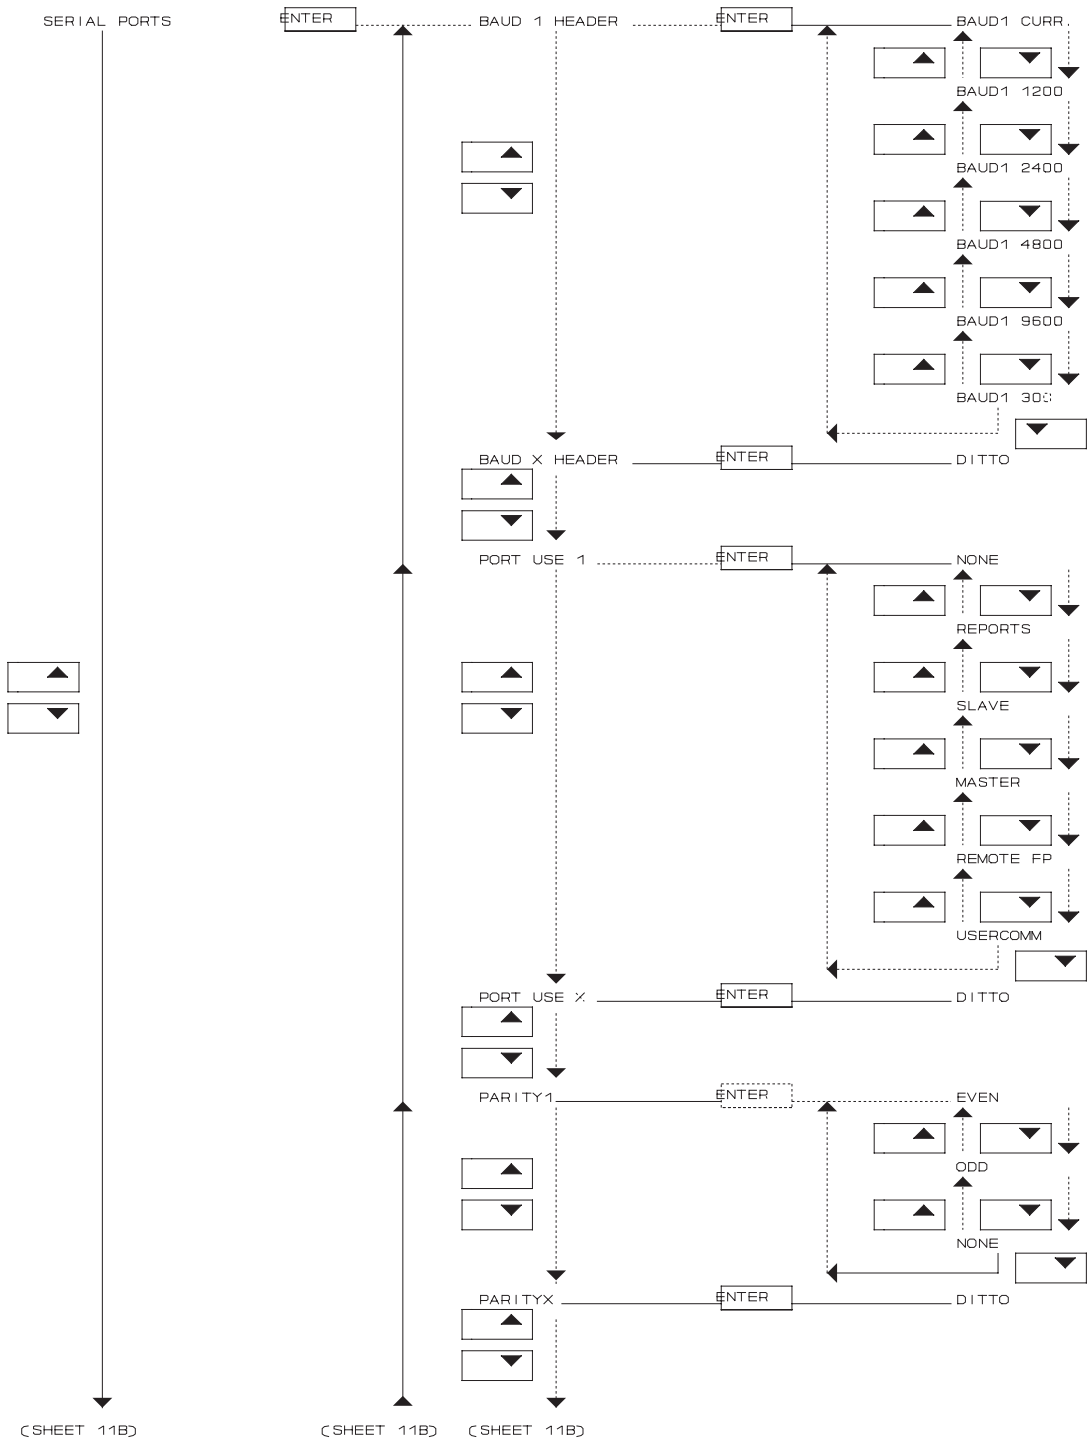 SERIAL PORTS
ENTER
BAUD 1 HEADER
ENTER
BAUD1 CURR.
BAUD1 1200
BAUD1 2400
BAUD1 4800
BAUD1 9600
BAUD1 300
BAUD X HEADER
ENTER
DITTO
PORT USE 1
ENTER
NONE
REPORTS
SLAVE
MASTER
REMOTE FP
USERCOMM
PORT USE X
ENTER
DITTO
PARITY1
ENTER
EVEN
ODD
NONE
PARITYX
ENTER
DITTO
(SHEET 11B)
(SHEET 11B)
(SHEET 11B)